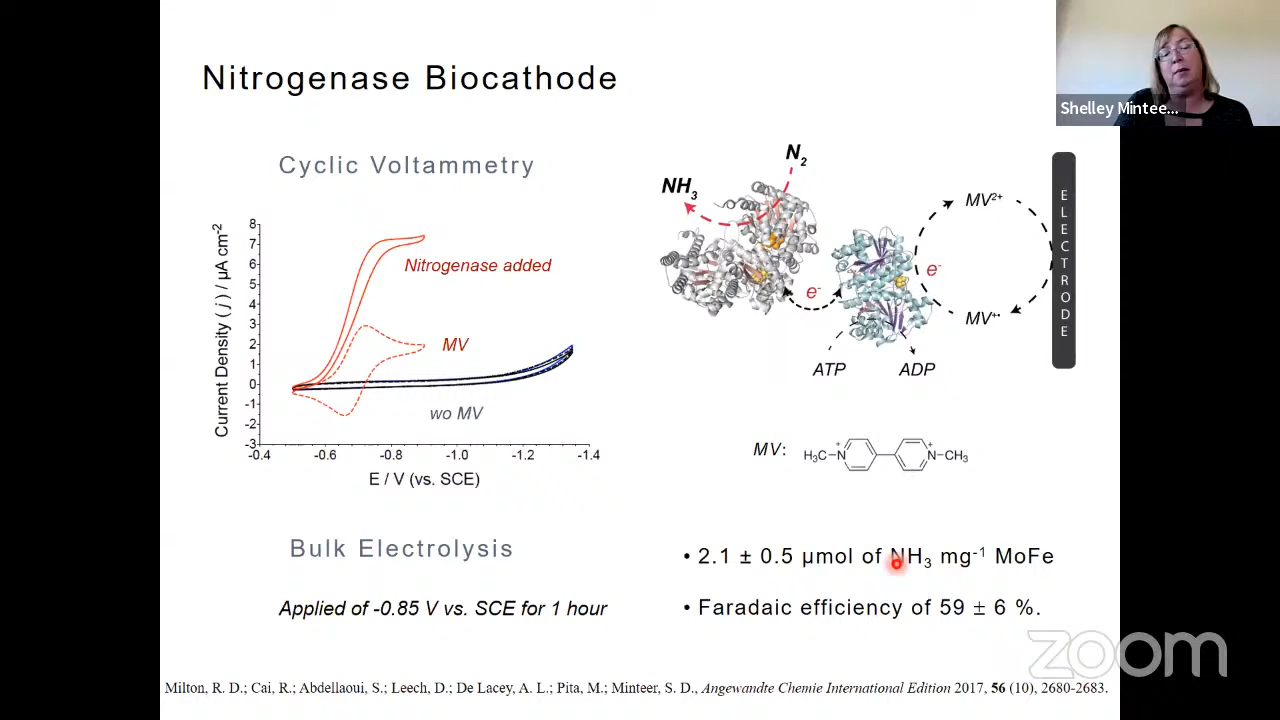 Nitrogenase Biocathode
Shelley Mintee...
Cyclic Voltammetry
8
7
6
5
4
3
2
1
0
-1
-2
-3
Current Density ( j ) / µA cm-2
Nitrogenase added
MV
wo MV
-0.4 -0.6 -0.8 -1.0 -1.2 -1.4
E / V (vs. SCE)
N2
NH3
e-
ATP
ADP
e-
MV2+
MV+•
ELECTRODE
MV:
H3C N+ +N CH3
Bulk Electrolysis
Applied of -0.85 V vs. SCE for 1 hour
• 2.1 ± 0.5 µmol of NH3 mg-1 MoFe
• Faradaic efficiency of 59 ± 6 %.
zoom
Milton, R. D.; Cai, R.; Abdellaoui, S.; Leech, D.; De Lacey, A. L.; Pita, M.; Minteer, S. D., Angewandte Chemie International Edition 2017, 56 (10), 2680-2683.